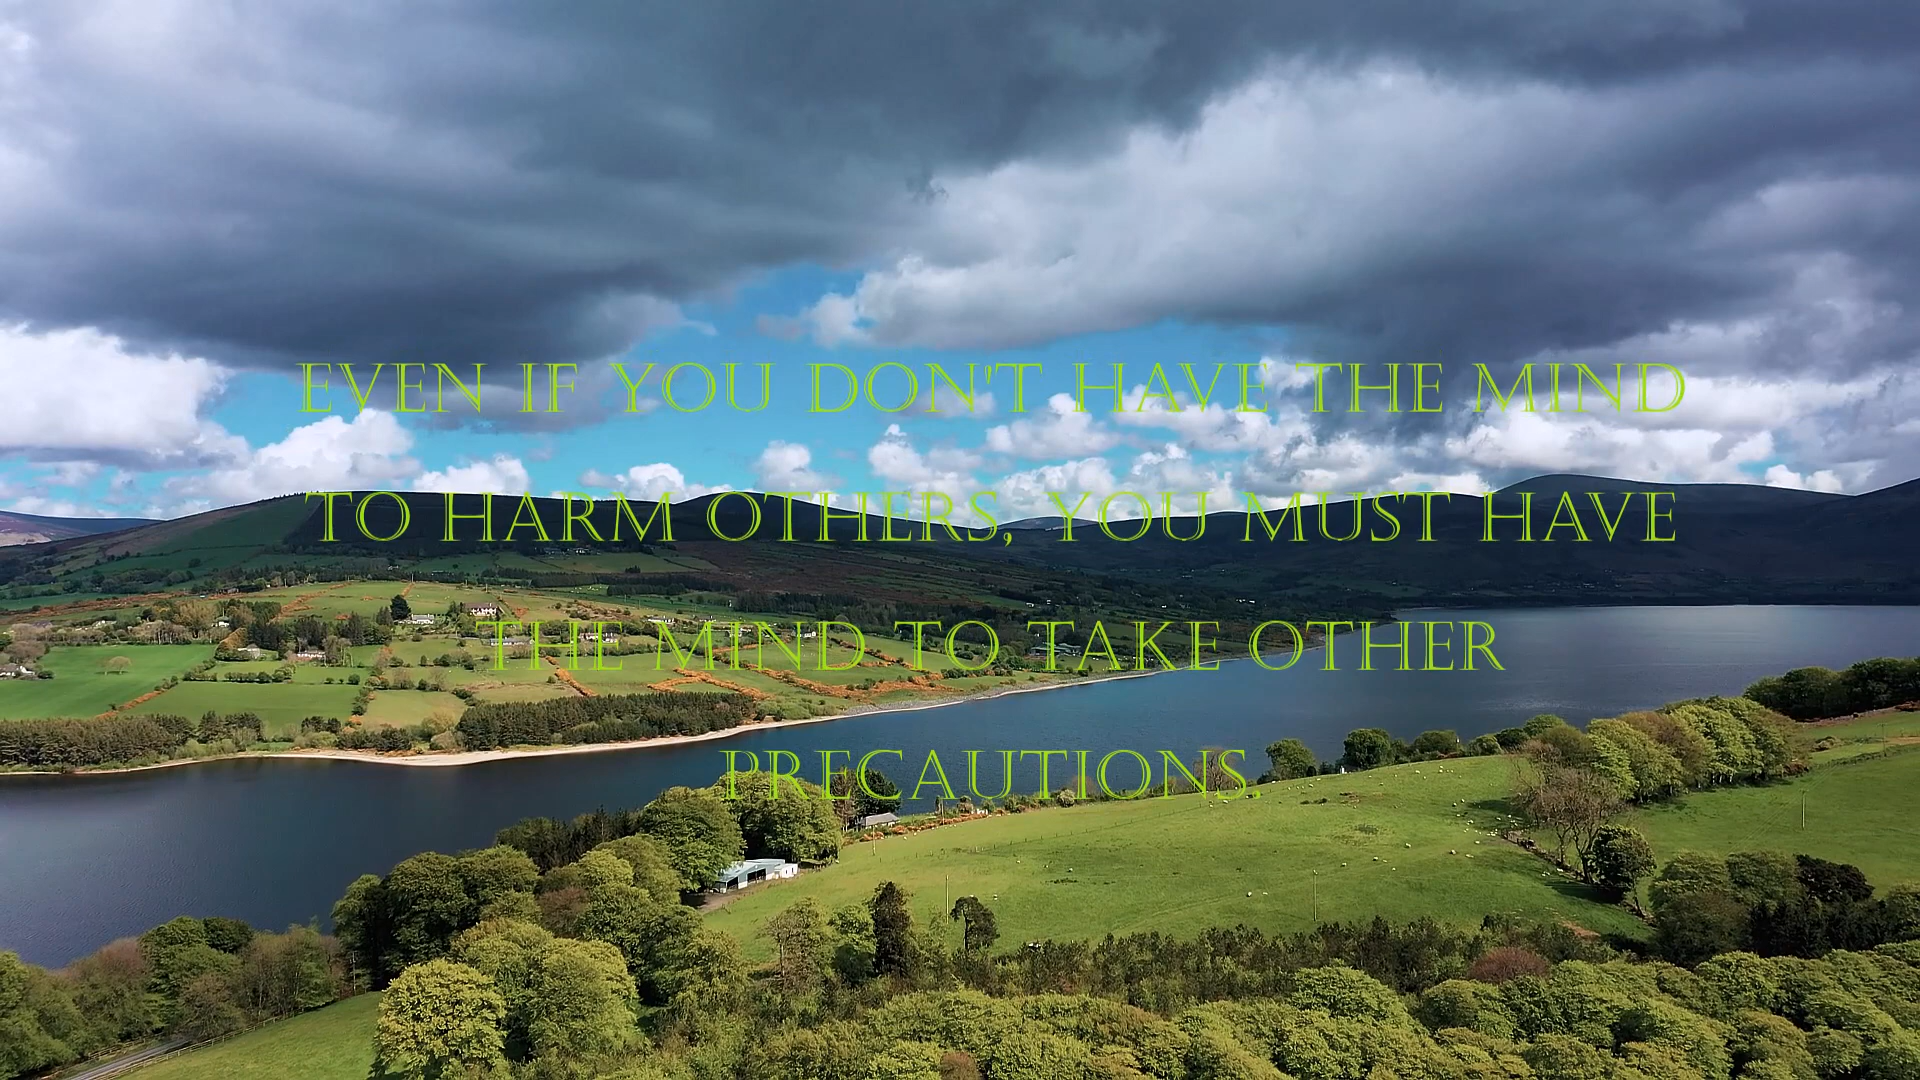 EVEN IF YOU DON'T HAVE THE MIND
TO HARM OTHERS, YOU MUST HAVE
THE MIND TO TAKE OTHER
PRECAUTIONS.